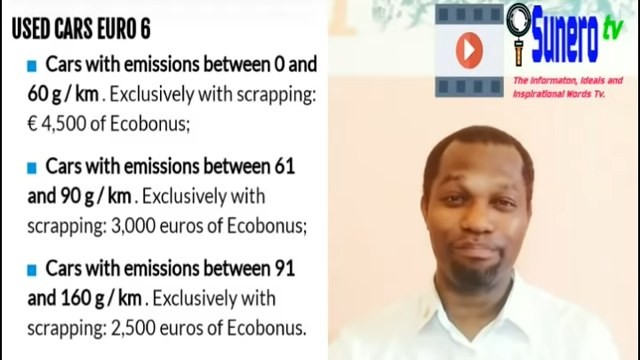 USED CARS EURO 6
Cars with emissions between 0 and
60 g / km . Exclusively with scrapping:
€ 4,500 of Ecobonus;
Cars with emissions between 61
and 90 g / km . Exclusively with
scrapping: 3,000 euros of Ecobonus;
Cars with emissions between 91
and 160 g / km . Exclusively with
scrapping: 2,500 euros of Ecobonus.
Sunero tv
The Informaton, Ideals and
Inspirational Words Tv.